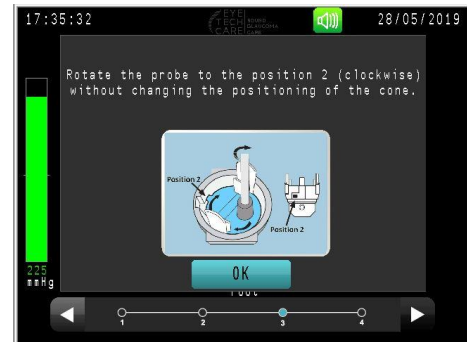 17:35:32
EYE TECH CARE
28/05/2019
Rotate the probe to the position 2 (clockwise)
without changing the positioning of the cone.
Position 2
Position 2
OK
225
mmHg
1 2 3 4